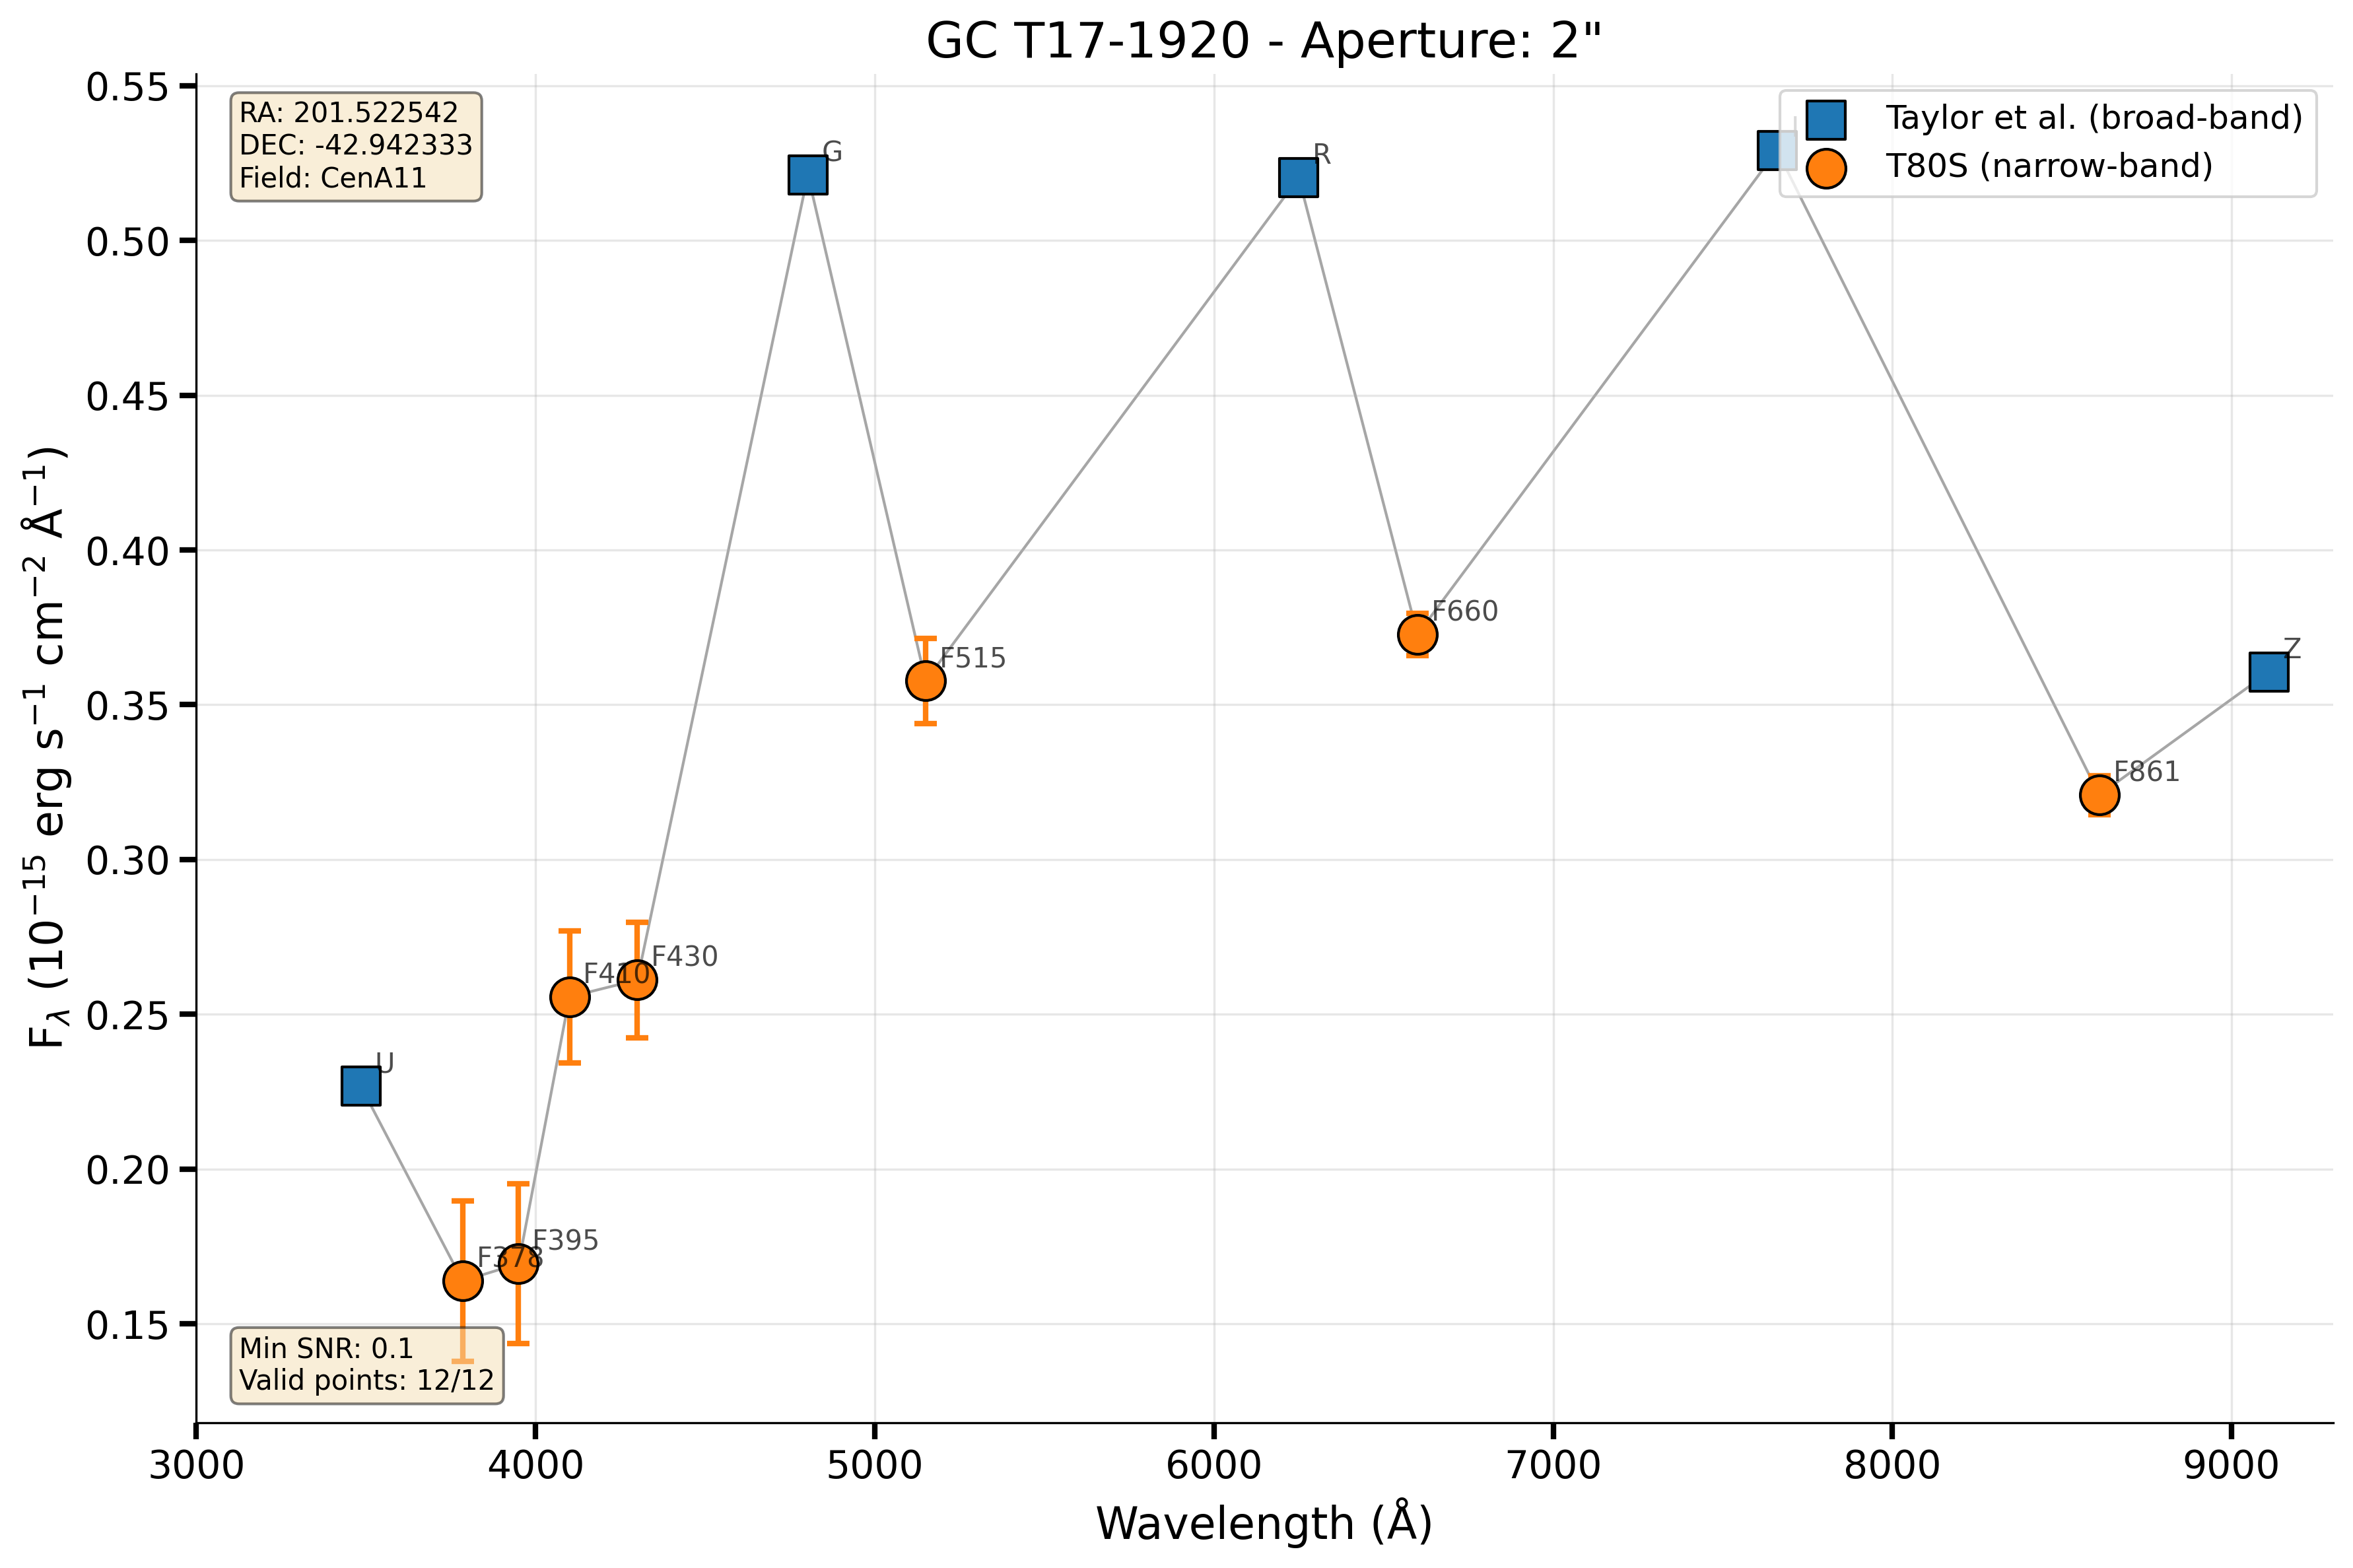 GC T17-1920 - Aperture: 2"
RA: 201.522542
DEC: -42.942333
Field: CenA11
Taylor et al. (broad-band)
T80S (narrow-band)
0.55
0.50
0.45
0.40
0.35
0.30
0.25
0.20
0.15
F_λ (10⁻¹⁵ erg s⁻¹ cm⁻² Å⁻¹)
G
R
I
F660
F515
Z
F861
F430
F410
U
F395
F378
Min SNR: 0.1
Valid points: 12/12
3000
4000
5000
6000
7000
8000
9000
Wavelength (Å)